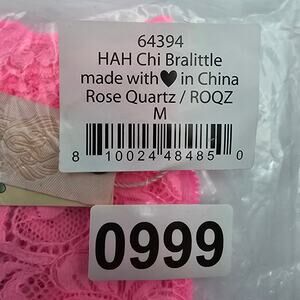 64394
HAH Chi Bralittle
made with♥in China
Rose Quartz / ROQZ
M
8 10024 48485 0
0999